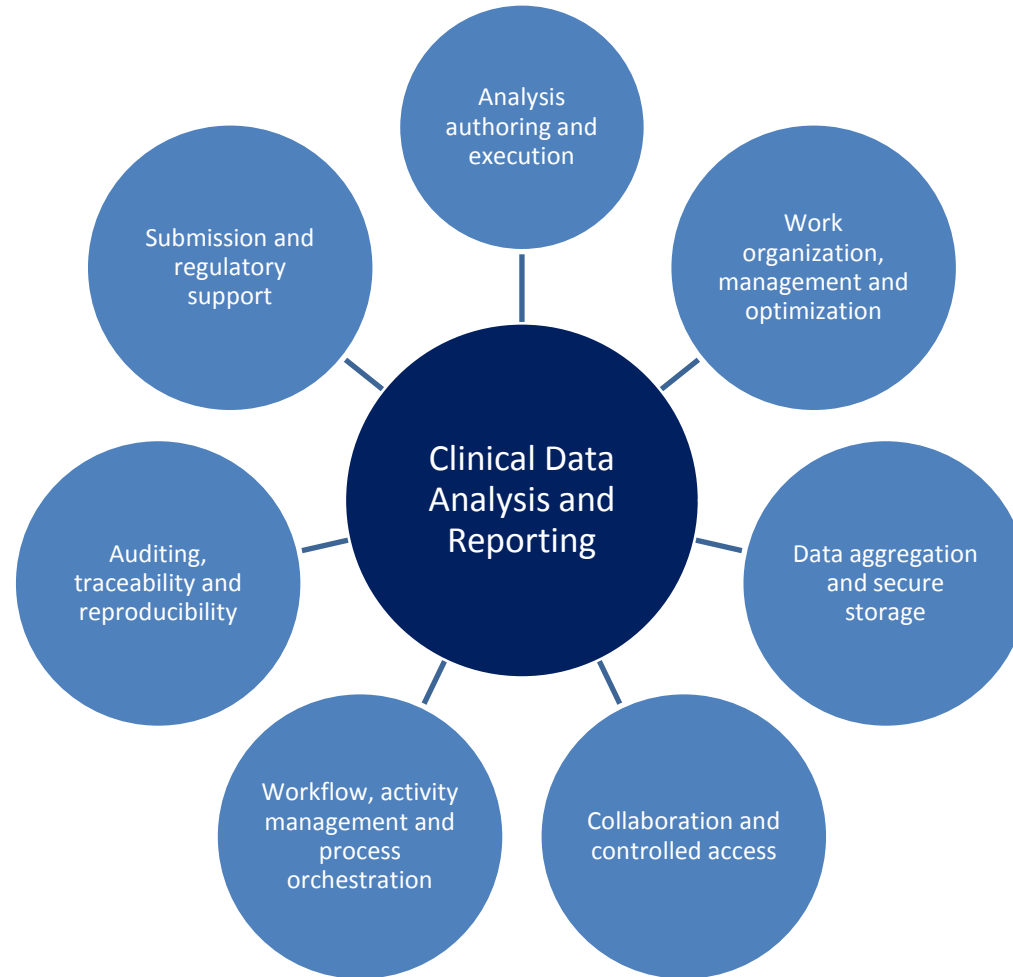 Analysis
authoring and
execution
Work
organization,
management and
optimization
Submission and
regulatory
support
Clinical Data
Analysis and
Reporting
Data aggregation
and secure
storage
Auditing,
traceability and
reproducibility
Collaboration and
controlled access
Workflow, activity
management and
process
orchestration